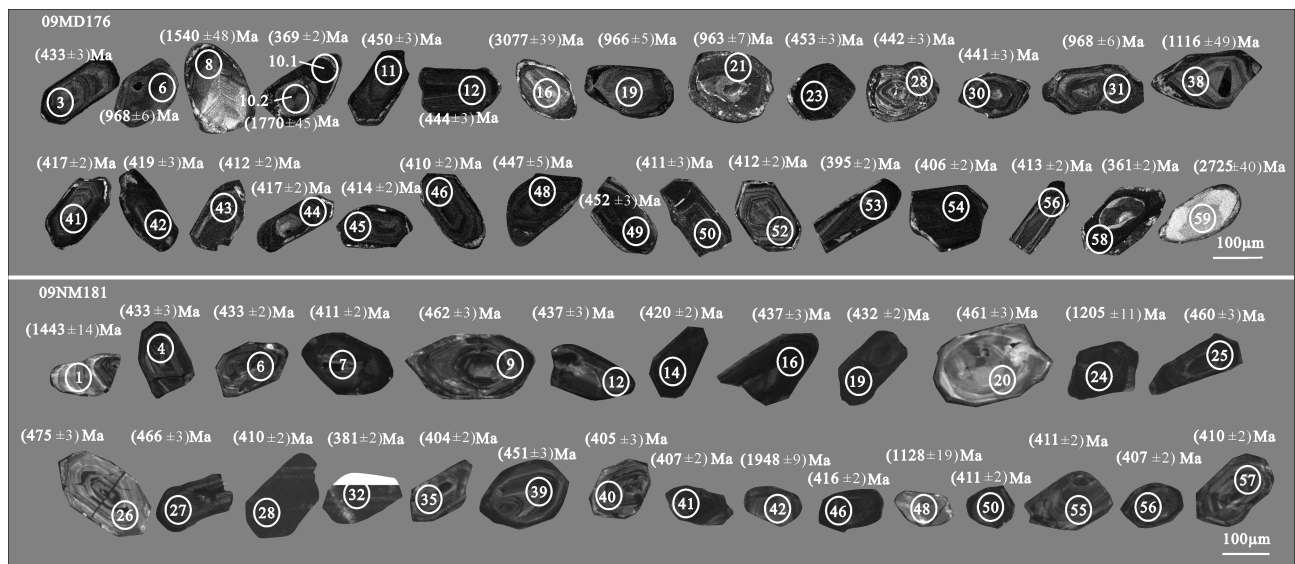 09MD176
(433 ±3)Ma
(1540 ±48)Ma
(369 ±2)Ma
(450 ±3)Ma
(3077±39)Ma
(966 ±5)Ma
(963 ±7)Ma
(453±3)Ma
(442 ±3)Ma
(441±3)Ma
(968 ±6)Ma
(1116 ±49)Ma
10.1
10.2
3
6
8
11
12
16
19
21
23
28
30
31
38
(968±6)Ma
(1770±45)Ma
(444±3)Ma
(417±2)Ma
(419 ±3)Ma
(412 ±2)Ma
(417±2)Ma
(414 ±2)Ma
(410 ±2)Ma
(447±5)Ma
(452 ±3)Ma
(411±3)Ma
(412±2)Ma
(395 ±2)Ma
(406 ±2)Ma
(413 ±2)Ma
(361±2)Ma
(2725±40)Ma
41
42
43
44
45
46
48
49
50
52
53
54
56
58
59
100μm
09NM181
(1443±14)Ma
(433 ±3)Ma
(433 ±2)Ma
(411 ±2)Ma
(462 ±3)Ma
(437 ±3)Ma
(420 ±2)Ma
(437±3)Ma
(432 ±2)Ma
(461 ±3)Ma
(1205 ±11)Ma
(460 ±3)Ma
1
4
6
7
9
12
14
16
19
20
24
25
(475 ±3)Ma
(466 ±3)Ma
(410 ±2)Ma
(381±2)Ma
(404 ±2)Ma
(451±3)Ma
(405 ±3)Ma
(407 ±2)Ma
(1948 ±9)Ma
(416 ±2)Ma
(1128 ±19)Ma
(411 ±2)Ma
(411 ±2)Ma
(407 ±2)Ma
(410 ±2)Ma
26
27
28
32
35
39
40
41
42
46
48
50
55
56
57
100μm